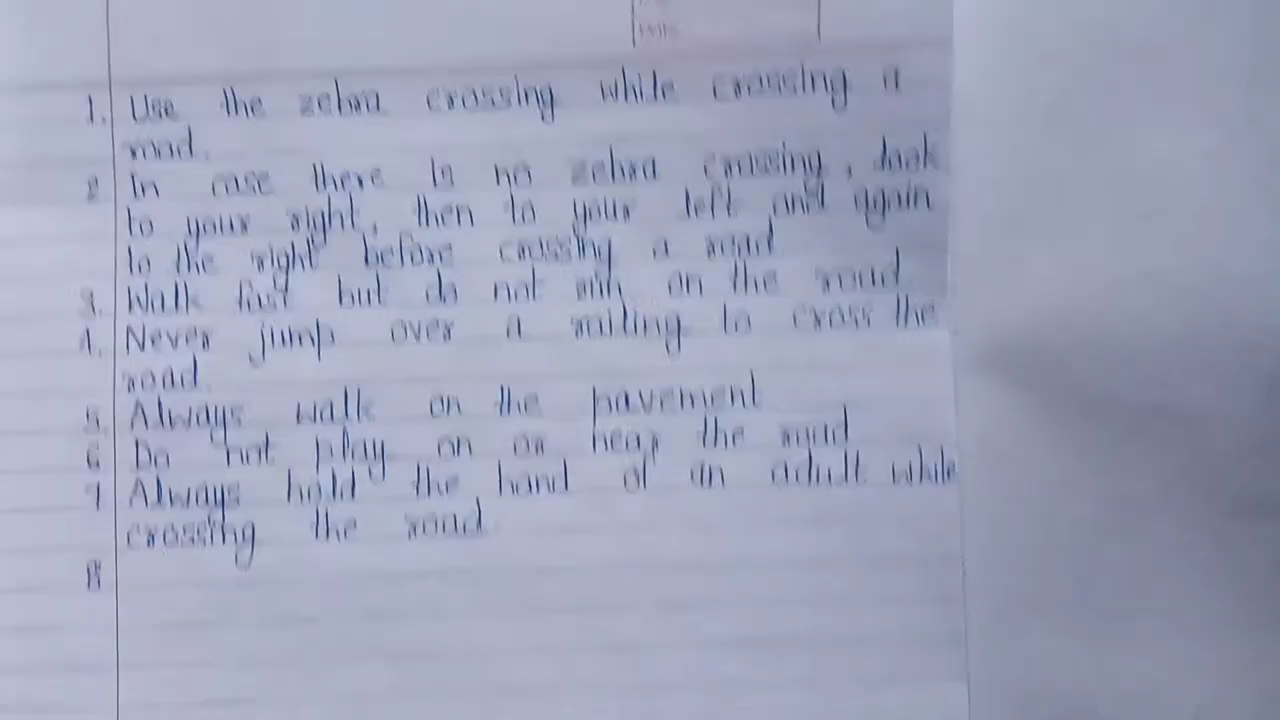 1. Use the zebra crossing while crossing a
road.
2. In case there is no zebra crossing, look
to your right, then to your left and again
to the right before crossing a road
3. Walk fast but do not run on the road.
4. Never jump over a railing to cross the
road.
5. Always walk on the pavement
6 Do not play on or near the road
7 Always hold the hand of an adult while
crossing the road.
8